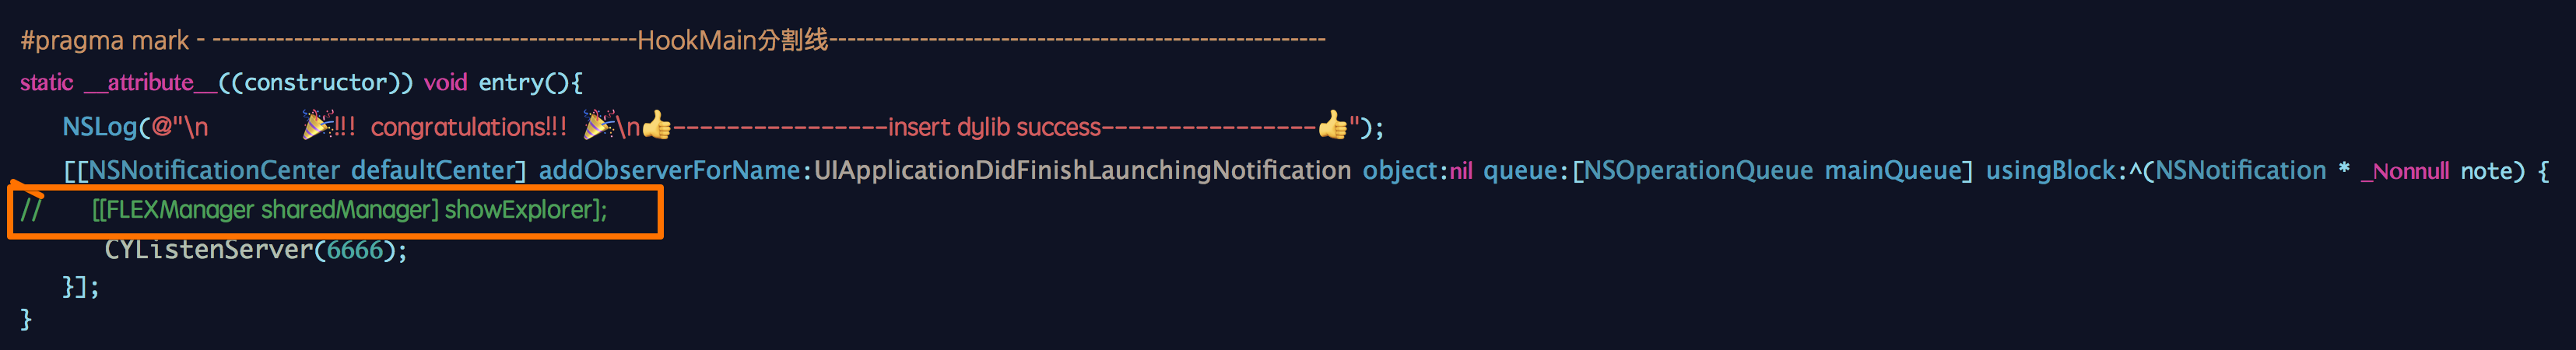 #pragma mark - -----------------------------------------------HookMain分割线-------------------------------------------------------
static __attribute__((constructor)) void entry(){
NSLog(@"\n 🎉!!! congratulations!!! 🎉\n👍----------------insert dylib success----------------👍");
[[NSNotificationCenter defaultCenter] addObserverForName:UIApplicationDidFinishLaunchingNotification object:nil queue:[NSOperationQueue mainQueue] usingBlock:^(NSNotification * _Nonnull note) {
// [[FLEXManager sharedManager] showExplorer];
CYListenServer(6666);
}];
}